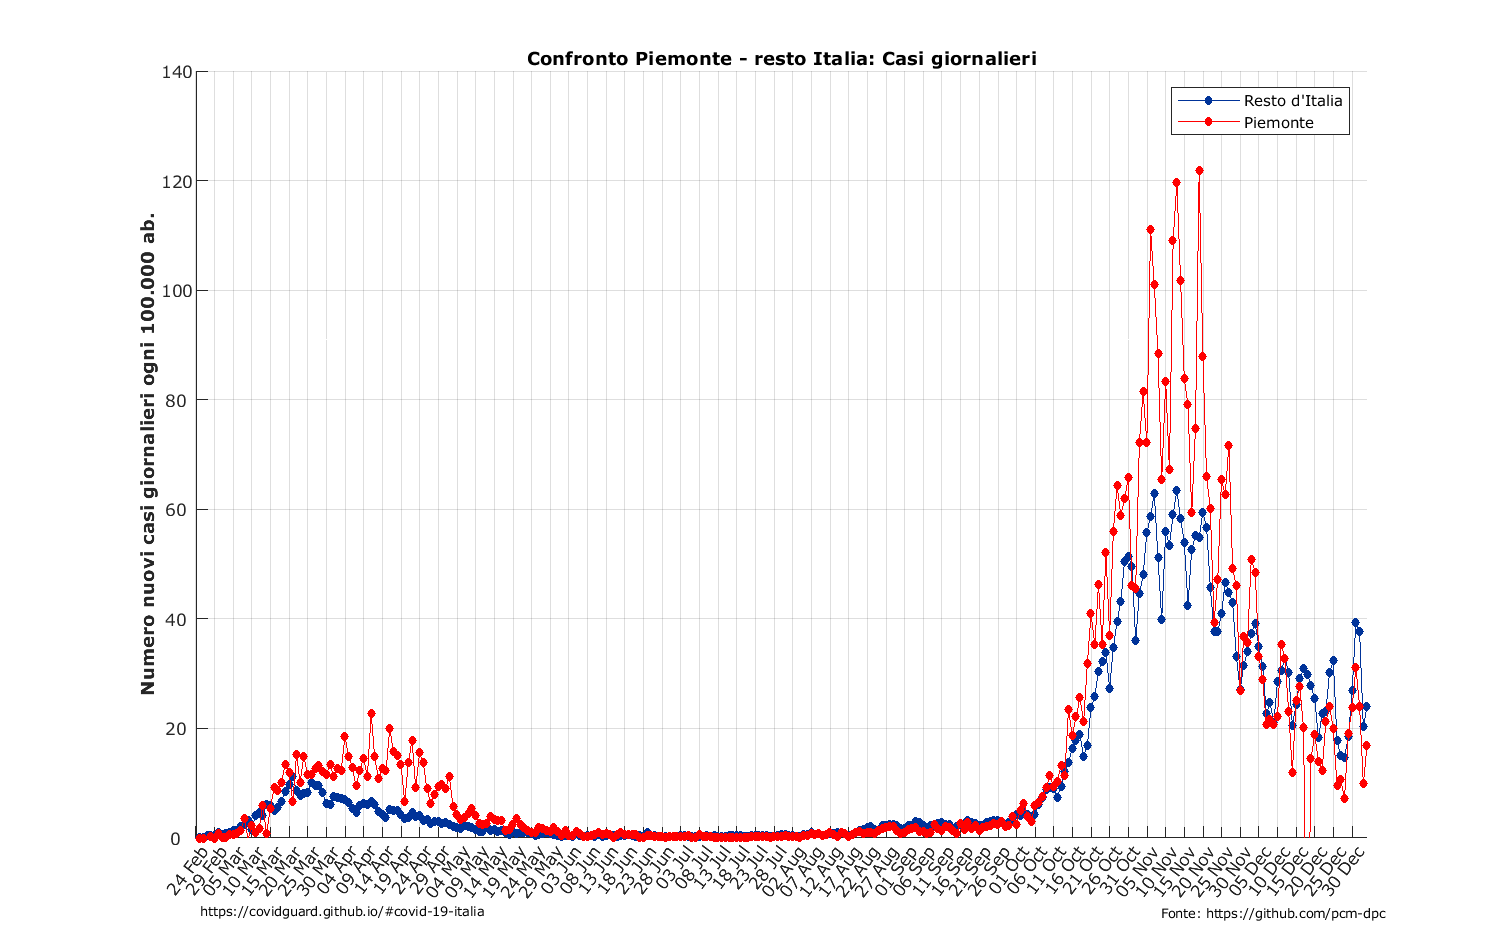 Confronto Piemonte - resto Italia: Casi giornalieri
Numero nuovi casi giornalieri ogni 100.000 ab.
140
120
100
80
60
40
20
0
Resto d'Italia
Piemonte
24 Feb
29 Feb
05 Mar
10 Mar
15 Mar
20 Mar
25 Mar
30 Mar
04 Apr
09 Apr
14 Apr
19 Apr
24 Apr
29 Apr
04 May
09 May
14 May
19 May
24 May
29 May
03 Jun
08 Jun
13 Jun
18 Jun
23 Jun
28 Jun
03 Jul
08 Jul
13 Jul
18 Jul
23 Jul
28 Jul
02 Aug
07 Aug
12 Aug
17 Aug
22 Aug
27 Aug
01 Sep
06 Sep
11 Sep
16 Sep
21 Sep
26 Sep
01 Oct
06 Oct
11 Oct
16 Oct
21 Oct
26 Oct
31 Oct
05 Nov
10 Nov
15 Nov
20 Nov
25 Nov
30 Nov
05 Dec
10 Dec
15 Dec
20 Dec
25 Dec
30 Dec
https://covidguard.github.io/#covid-19-italia
Fonte: https://github.com/pcm-dpc